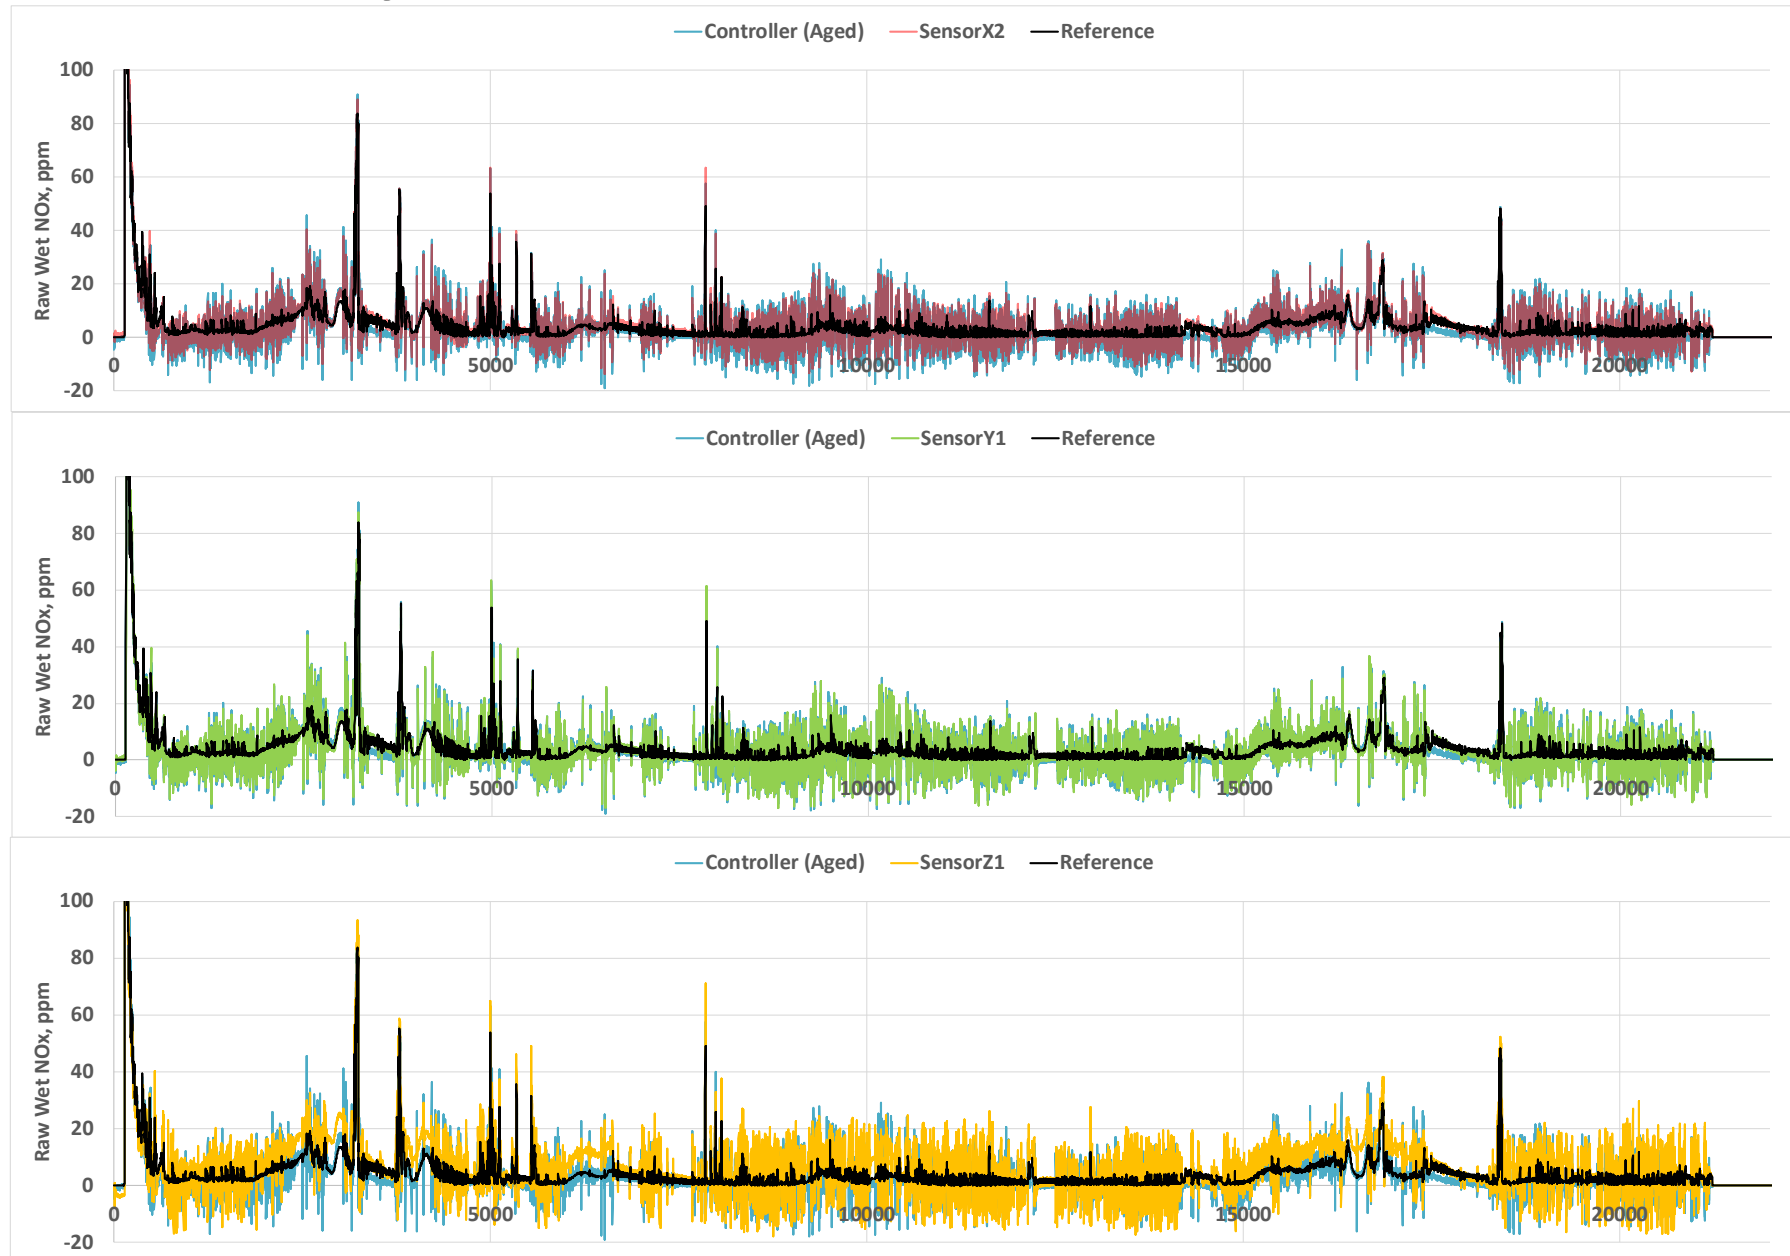 Controller (Aged) SensorX2 Reference
100
80
60
40
20
0
-20
Raw Wet NOx, ppm
0 5000 10000 15000 20000
Controller (Aged) SensorY1 Reference
100
80
60
40
20
0
-20
Raw Wet NOx, ppm
0 5000 10000 15000 20000
Controller (Aged) SensorZ1 Reference
100
80
60
40
20
0
-20
Raw Wet NOx, ppm
0 5000 10000 15000 20000